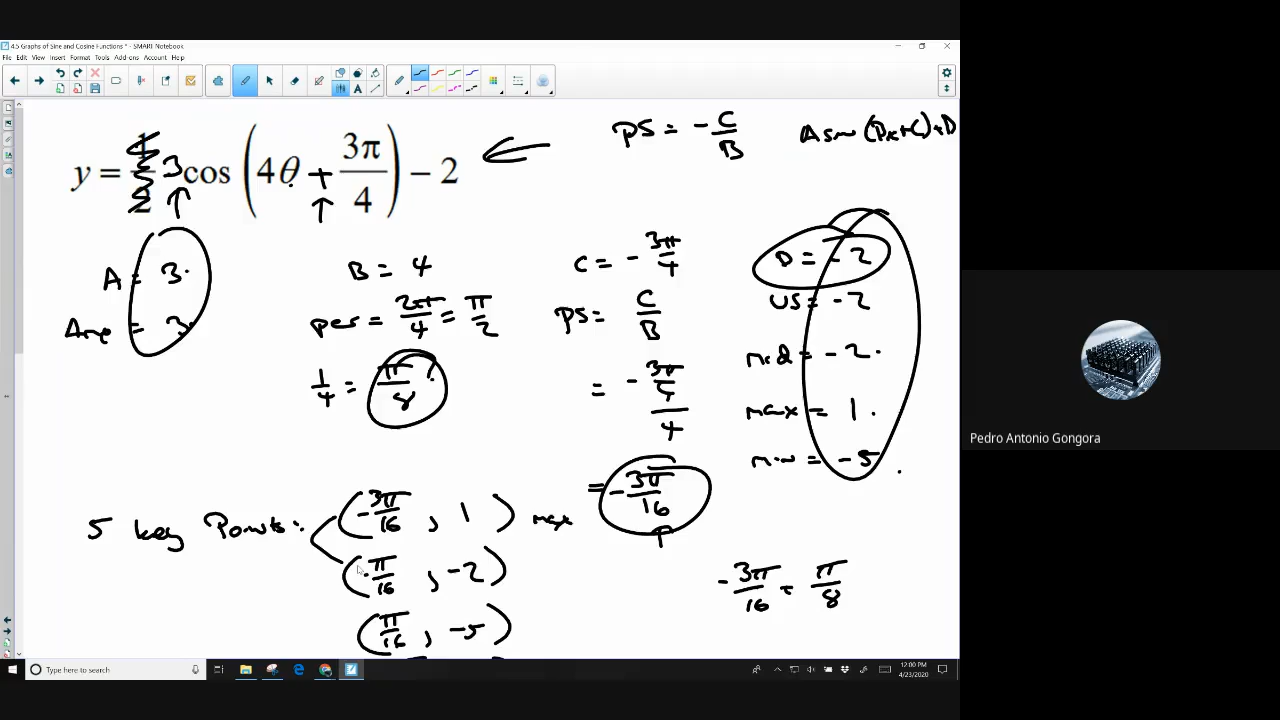 4.5 Graphs of Sine and Cosine Functions * - SMART Notebook
File Edit View Insert Format Tools Add-ons Account Help
PS = - C/B A sin (Bx+C)+D
y = 3 cos (4θ + 3π/4) - 2
A = 3 B = 4 C = - 3π/4 D = - 2
Amp = 3 per = 2π/4 = π/2 PS = C/B VS = - 2
1/4 = π/8 = - 3π/4 / 4 mid = - 2
max = 1
= - 3π/16 min = - 5
5 key Points: (- 3π/16 , 1) max
(- π/16 , - 2) - 3π/16 + π/8
(π/16 , - 5)
Pedro Antonio Gongora
Type here to search
12:00 PM
4/23/2020